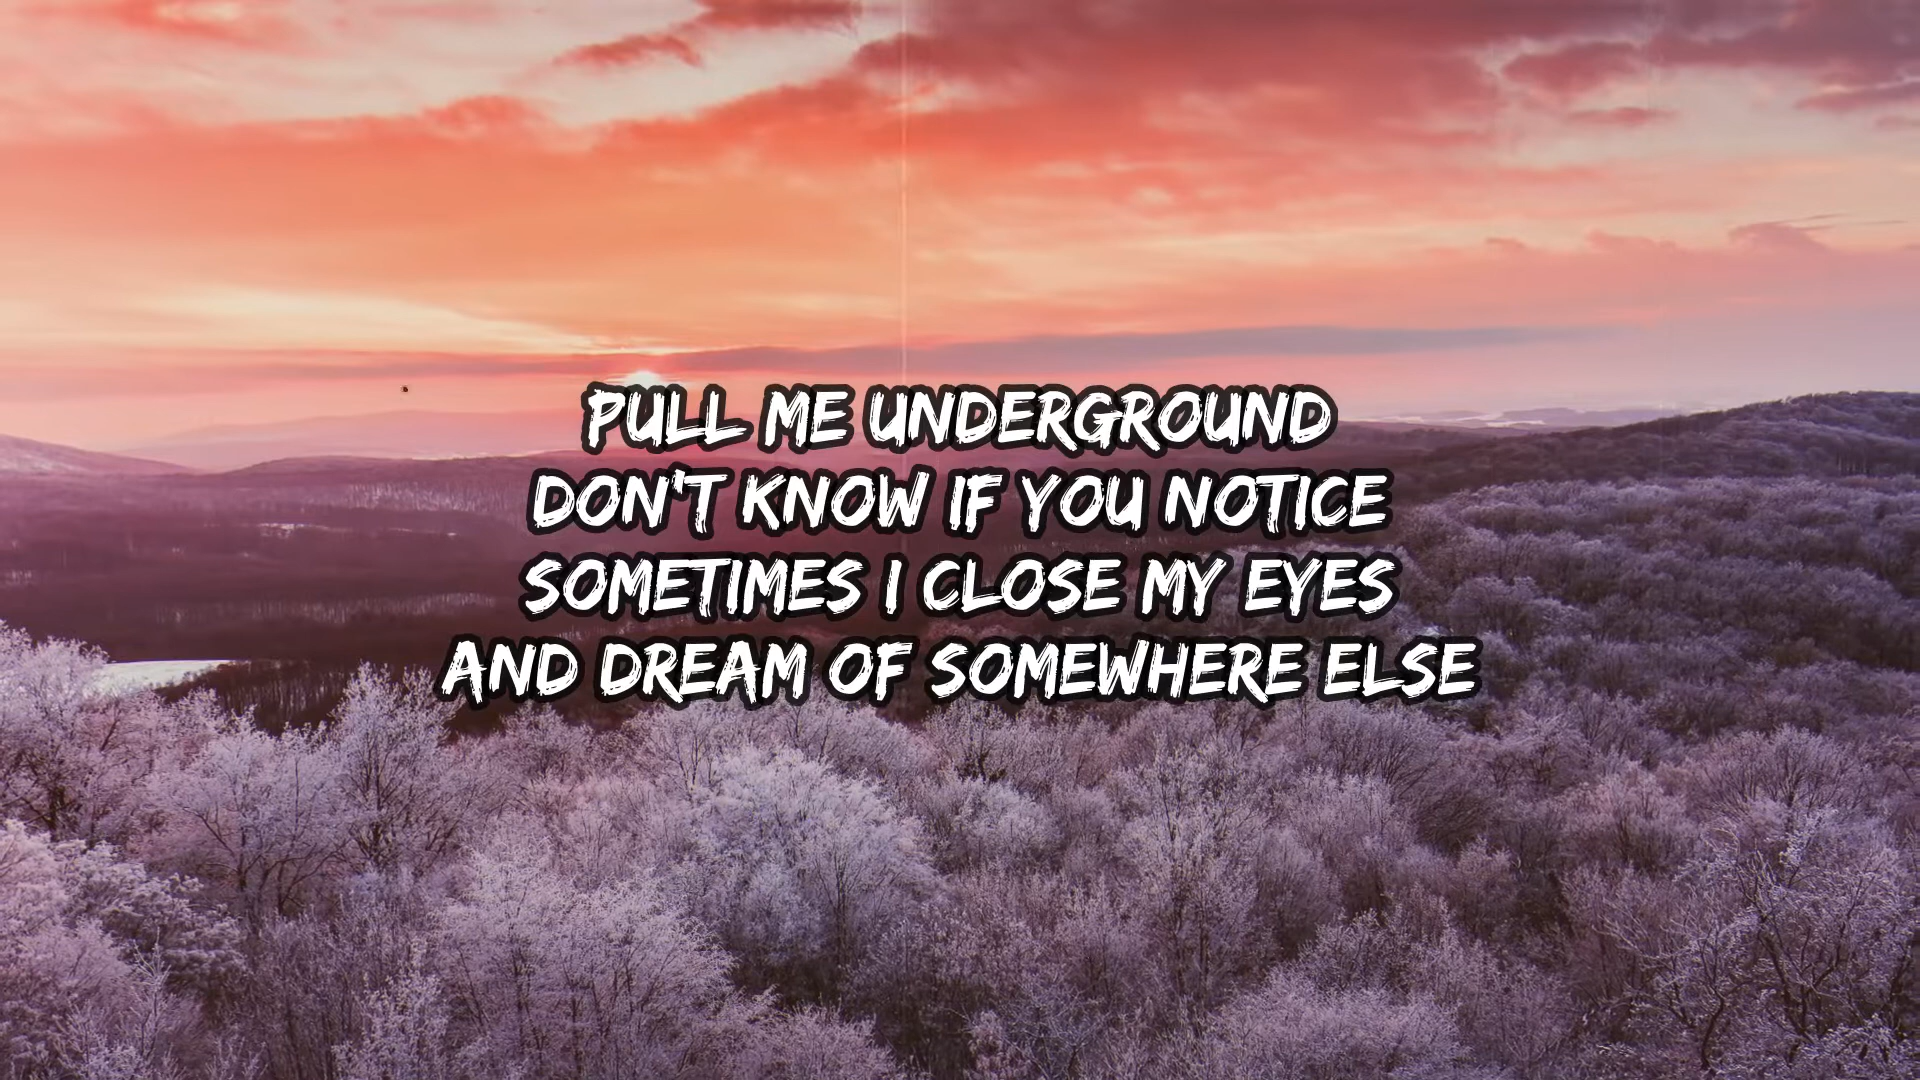 PULL ME UNDERGROUND
DON'T KNOW IF YOU NOTICE
SOMETIMES I CLOSE MY EYES
AND DREAM OF SOMEWHERE ELSE